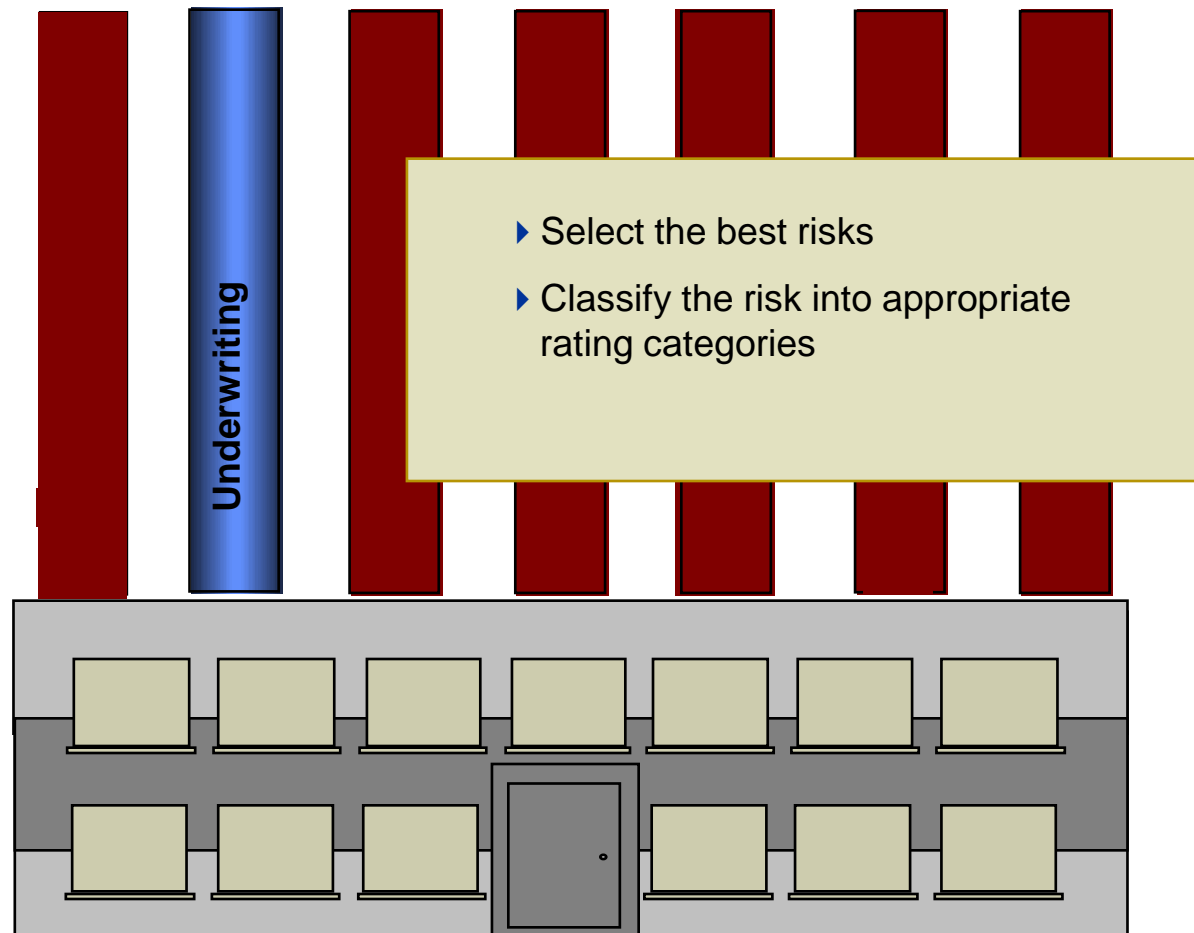 Underwriting
Select the best risks
Classify the risk into appropriate
rating categories